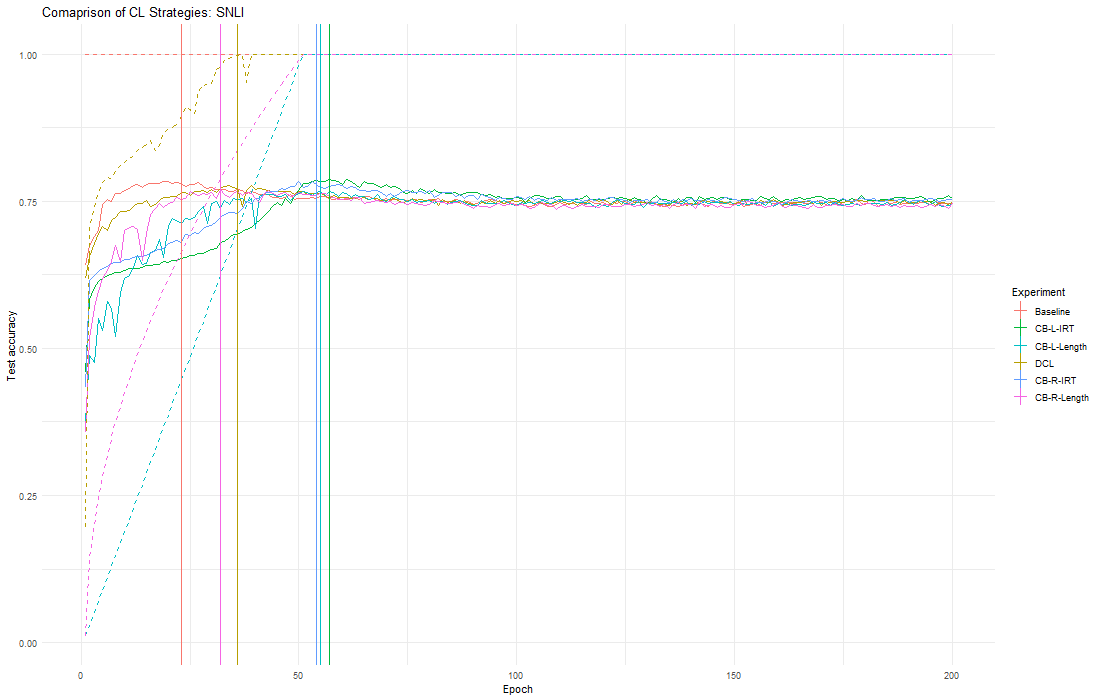 Comaprison of CL Strategies: SNLI
1.00
0.75
0.50
0.25
0.00
Test accuracy
0 50 100 150 200
Epoch
Experiment
Baseline
CB-L-IRT
CB-L-Length
DCL
CB-R-IRT
CB-R-Length